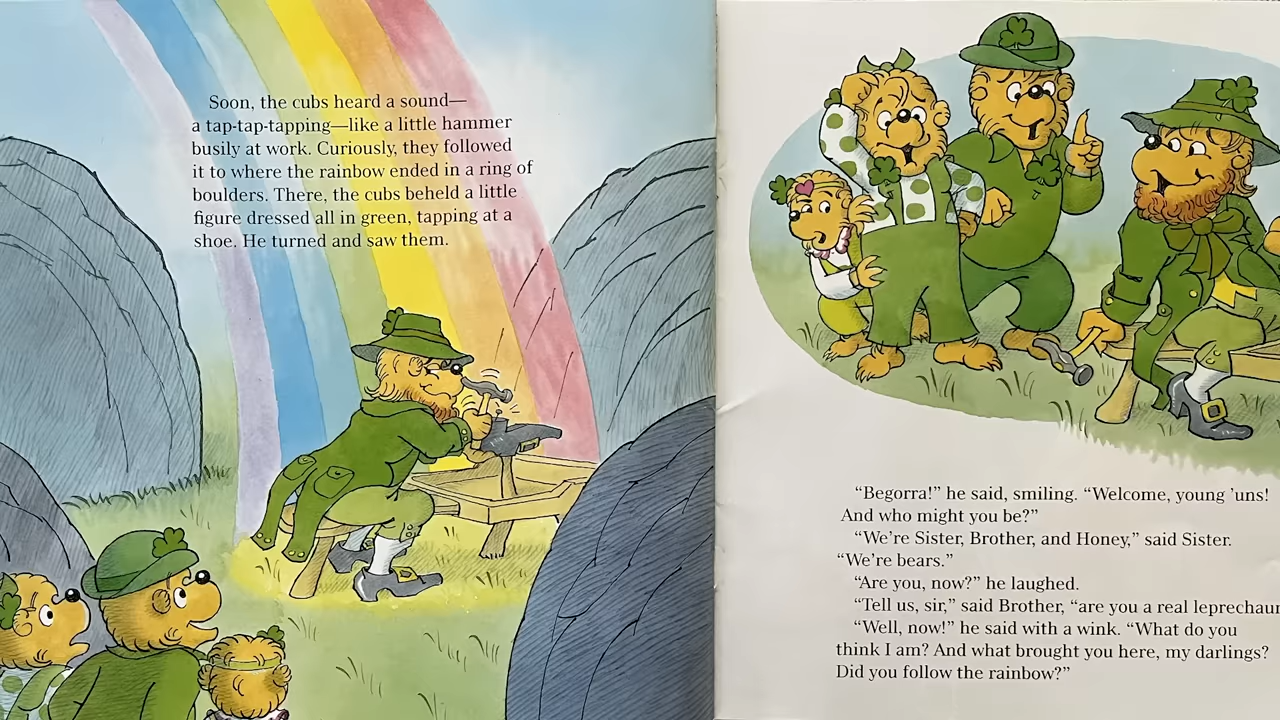 Soon, the cubs heard a sound—
a tap-tap-tapping—like a little hammer
busily at work. Curiously, they followed
it to where the rainbow ended in a ring of
boulders. There, the cubs beheld a little
figure dressed all in green, tapping at a
shoe. He turned and saw them.
“Begorra!” he said, smiling. “Welcome, young ’uns!
And who might you be?”
“We’re Sister, Brother, and Honey,” said Sister.
“We’re bears.”
“Are you, now?” he laughed.
“Tell us, sir,” said Brother, “are you a real leprechaun
“Well, now!” he said with a wink. “What do you
think I am? And what brought you here, my darlings?
Did you follow the rainbow?”